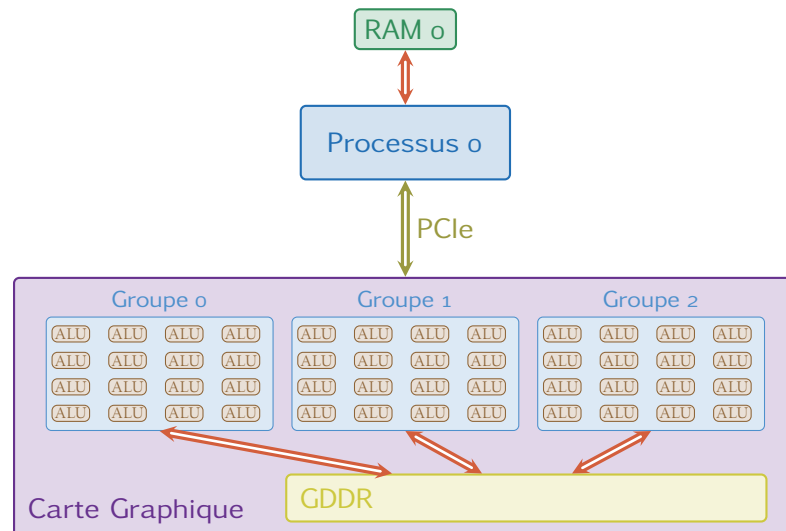 RAM 0
Processus 0
PCIe
Groupe 0 Groupe 1 Groupe 2
ALU ALU ALU ALU ALU ALU ALU ALU ALU ALU ALU ALU
ALU ALU ALU ALU ALU ALU ALU ALU ALU ALU ALU ALU
ALU ALU ALU ALU ALU ALU ALU ALU ALU ALU ALU ALU
ALU ALU ALU ALU ALU ALU ALU ALU ALU ALU ALU ALU
GDDR
Carte Graphique